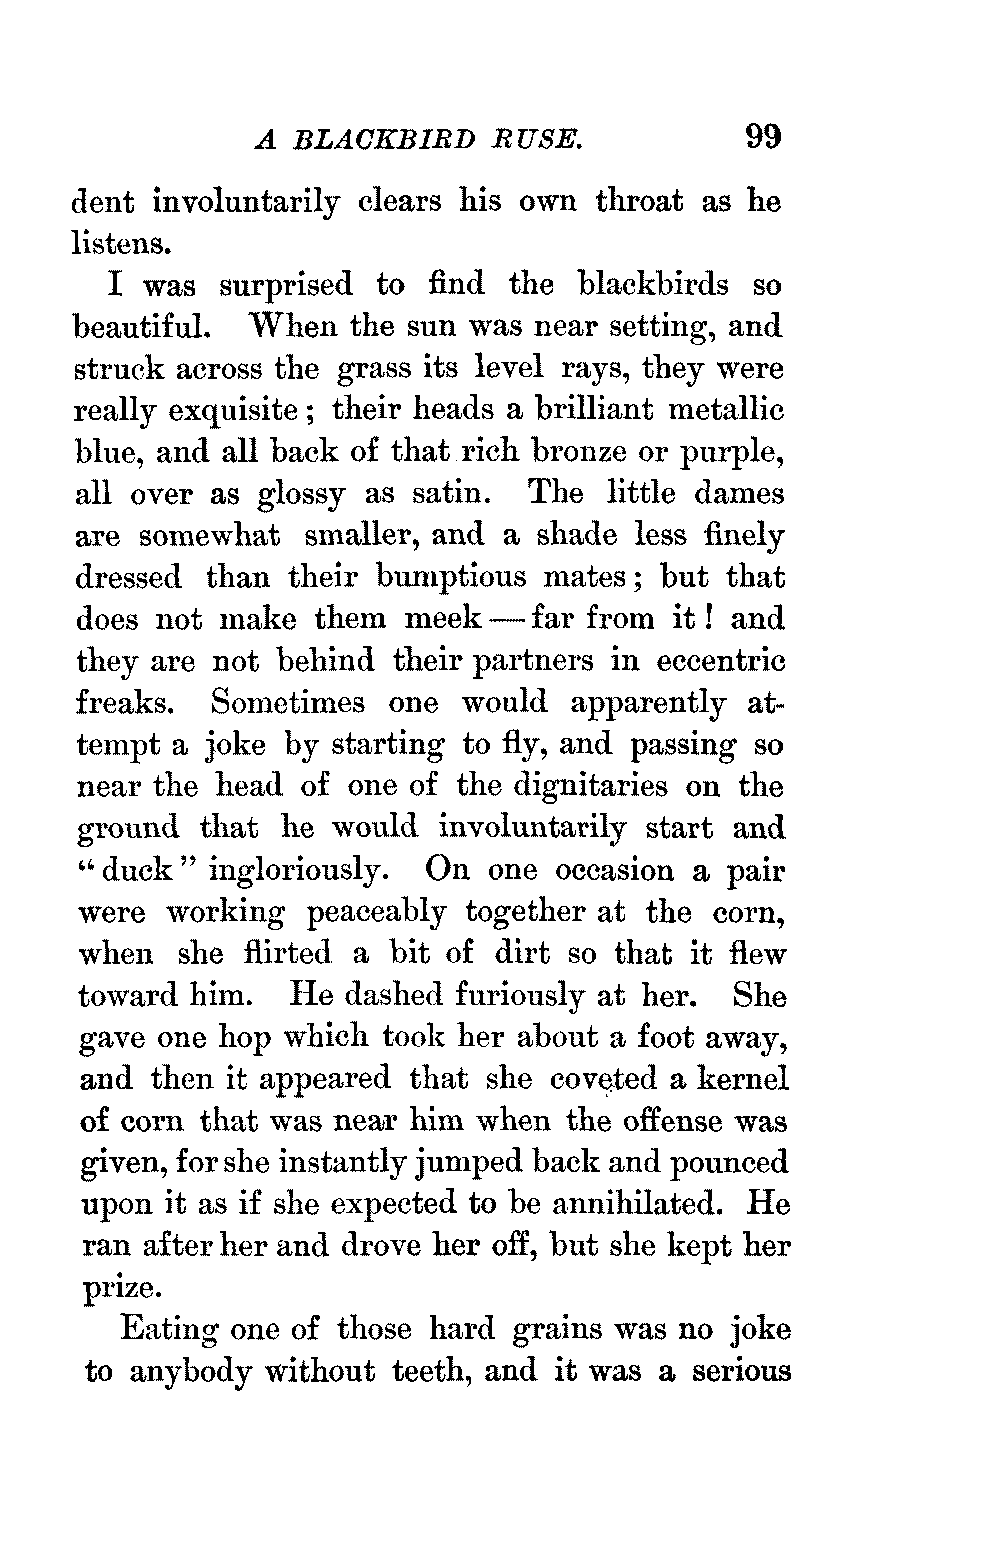 A BLACKBIRD RUSE. 99
dent involuntarily clears his own throat as he
listens.
I was surprised to find the blackbirds so
beautiful. When the sun was near setting, and
struck across the grass its level rays, they were
really exquisite ; their heads a brilliant metallic
blue, and all back of that rich bronze or purple,
all over as glossy as satin. The little dames
are somewhat smaller, and a shade less finely
dressed than their bumptious mates ; but that
does not make them meek — far from it ! and
they are not behind their partners in eccentric
freaks. Sometimes one would apparently at-
tempt a joke by starting to fly, and passing so
near the head of one of the dignitaries on the
ground that he would involuntarily start and
“ duck ” ingloriously. On one occasion a pair
were working peaceably together at the corn,
when she flirted a bit of dirt so that it flew
toward him. He dashed furiously at her. She
gave one hop which took her about a foot away,
and then it appeared that she coveted a kernel
of corn that was near him when the offense was
given, for she instantly jumped back and pounced
upon it as if she expected to be annihilated. He
ran after her and drove her off, but she kept her
prize.
Eating one of those hard grains was no joke
to anybody without teeth, and it was a serious